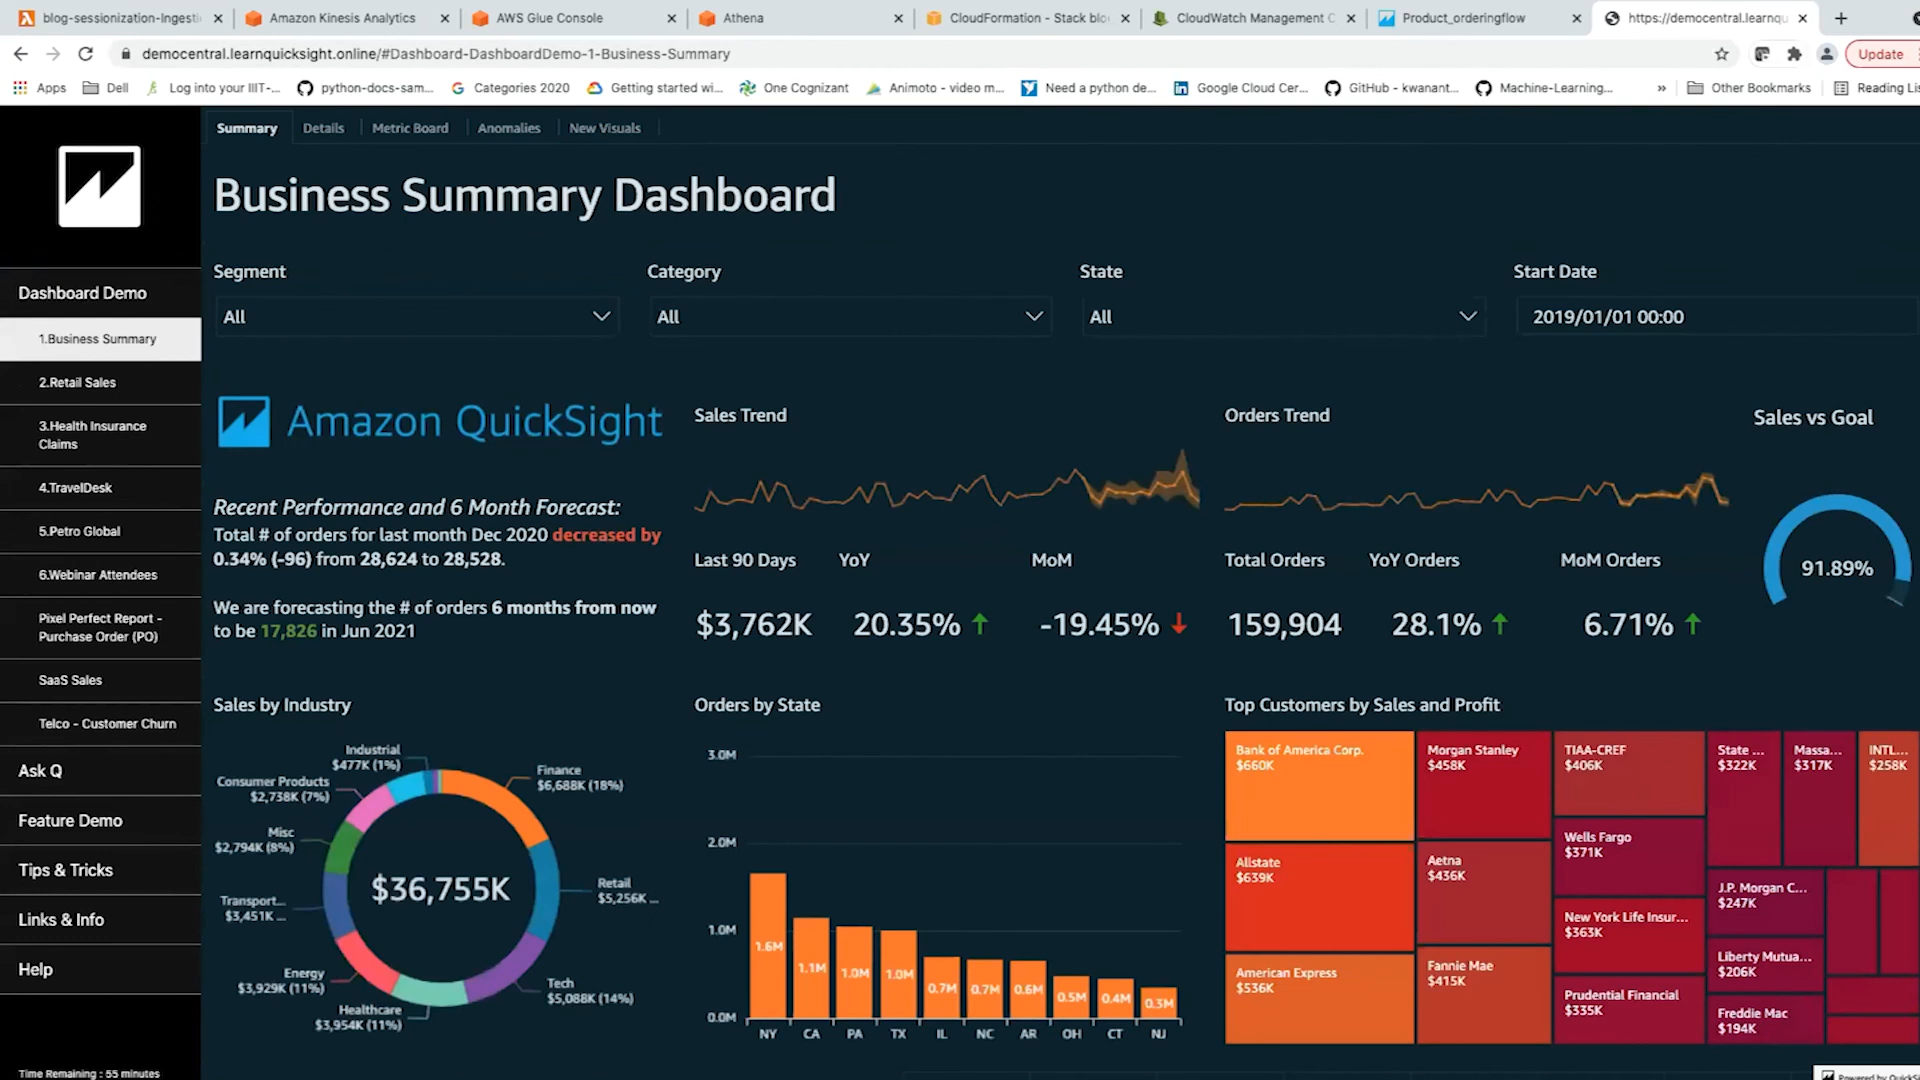 blog-sessionization-Ingesti
Amazon Kinesis Analytics
AWS Glue Console
Athena
CloudFormation - Stack blo
CloudWatch Management C
Product_orderingflow
https://democentral.learnqu
democentral.learnquicksight.online/#Dashboard-DashboardDemo-1-Business-Summary
Update
Apps
Dell
Log into your IIIT-...
python-docs-sam...
Categories 2020
Getting started wi...
One Cognizant
Animoto - video m...
Need a python de...
Google Cloud Cer...
GitHub - kwanant...
Machine-Learning...
»
Other Bookmarks
Reading Lis
Summary
Details
Metric Board
Anomalies
New Visuals
Business Summary Dashboard
Segment
All
Category
All
State
All
Start Date
2019/01/01 00:00
Dashboard Demo
1.Business Summary
2.Retail Sales
3.Health Insurance
Claims
4.TravelDesk
5.Petro Global
6.Webinar Attendees
Pixel Perfect Report -
Purchase Order (PO)
SaaS Sales
Telco - Customer Churn
Ask Q
Feature Demo
Tips & Tricks
Links & Info
Help
Time Remaining : 55 minutes
Amazon QuickSight
Recent Performance and 6 Month Forecast:
Total # of orders for last month Dec 2020 decreased by
0.34% (-96) from 28,624 to 28,528.
We are forecasting the # of orders 6 months from now
to be 17,826 in Jun 2021
Sales Trend
Last 90 Days
YoY
MoM
$3,762K
20.35%
-19.45%
Orders Trend
Total Orders
YoY Orders
MoM Orders
159,904
28.1%
6.71%
Sales vs Goal
91.89%
Sales by Industry
Industrial
$477K (1%)
Finance
$6,688K (18%)
Consumer Products
$2,738K (7%)
Misc
$2,794K (8%)
Retail
$5,256K ...
Transport...
$3,451K ...
$36,755K
Energy
$3,929K (11%)
Tech
$5,088K (14%)
Healthcare
$3,954K (11%)
Orders by State
3.0M
2.0M
1.0M
0.0M
1.6M
1.1M
1.0M
1.0M
0.7M
0.7M
0.6M
0.5M
0.4M
0.3M
NY
CA
PA
TX
IL
NC
AR
OH
CT
NJ
Top Customers by Sales and Profit
Bank of America Corp.
$660K
Allstate
$639K
American Express
$536K
Morgan Stanley
$458K
Aetna
$436K
Fannie Mae
$415K
TIAA-CREF
$406K
Wells Fargo
$371K
New York Life Insur...
$363K
Prudential Financial
$335K
State ...
$322K
Massa...
$317K
INTL...
$258K
J.P. Morgan C...
$247K
Liberty Mutua...
$206K
Freddie Mac
$194K
Powered by QuickSi